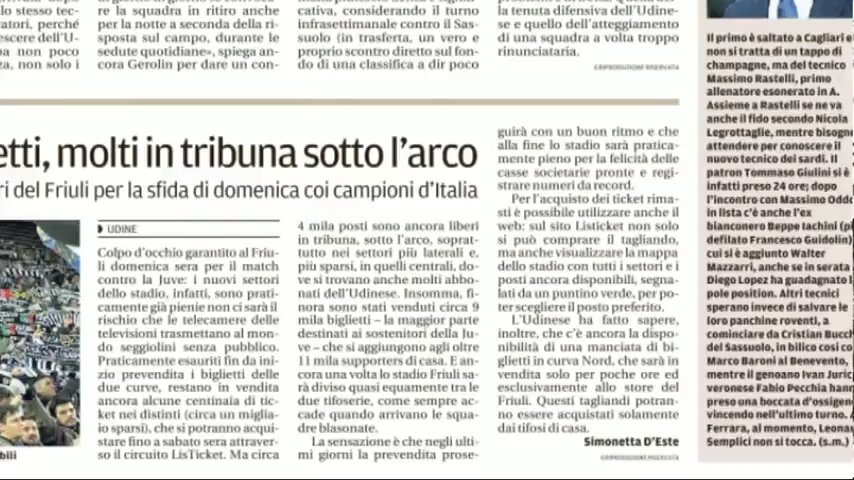 o stesso tec-
atori, perché
escere dell'U-
pa non poco
za, non solo i
re la squadra in ritiro anche
per la notte a seconda della ri-
sposta sul campo, durante le
sedute quotidiane», spiega an-
cora Gerolin per dare un con-
cativa, considerando il turno
infrasettimanale contro il Sas-
suolo (in trasferta, un vero e
proprio scontro diretto sul fon-
do di una classifica a dir poco
la tenuta difensiva dell'Udine-
se e quello dell'atteggiamento
di una squadra a volta troppo
rinunciataria.
©RIPRODUZIONE RISERVATA
etti, molti in tribuna sotto l'arco
ri del Friuli per la sfida di domenica coi campioni d'Italia
bili
UDINE
Colpo d'occhio garantito al Friu-
li domenica sera per il match
contro la Juve: i nuovi settori
dello stadio, infatti, sono prati-
camente già pieni e non ci sarà il
rischio che le telecamere delle
televisioni trasmettano al mon-
do seggiolini senza pubblico.
Praticamente esauriti fin da ini-
zio prevendita i biglietti delle
due curve, restano in vendita
ancora alcune centinaia di tic-
ket nei distinti (circa un miglia-
io sparsi), che si potranno acqui-
stare fino a sabato sera attraver-
so il circuito LisTicket. Ma circa
4 mila posti sono ancora liberi
in tribuna, sotto l'arco, soprat-
tutto nei settori più laterali e,
più sparsi, in quelli centrali, do-
ve si trovano anche molti abbo-
nati dell'Udinese. Insomma, fi-
nora sono stati venduti circa 9
mila biglietti – la maggior parte
destinati ai sostenitori della Ju-
ve – che si aggiungono agli oltre
11 mila supporters di casa. E an-
cora una volta lo stadio Friuli sa-
rà diviso quasi equamente tra le
due tifoserie, come sempre ac-
cade quando arrivano le squa-
dre blasonate.
La sensazione è che negli ulti-
mi giorni la prevendita prose-
guirà con un buon ritmo e che
alla fine lo stadio sarà pratica-
mente pieno per la felicità delle
casse societarie pronte e regi-
strare numeri da record.
Per l'acquisto dei ticket rima-
sti è possibile utilizzare anche il
web: sul sito Listicket non solo
si può comprare il tagliando,
ma anche visualizzare la mappa
dello stadio con tutti i settori e i
posti ancora disponibili, segna-
lati da un puntino verde, per po-
ter scegliere il posto preferito.
L'Udinese ha fatto sapere,
inoltre, che c'è ancora la dispo-
nibilità di una manciata di bi-
glietti in curva Nord, che sarà in
vendita solo per poche ore ed
esclusivamente allo store del
Friuli. Questi tagliandi potran-
no essere acquistati solamente
dai tifosi di casa.
Simonetta D'Este
©RIPRODUZIONE RISERVATA
Il primo è saltato a Cagliari e
non si tratta di un tappo di
champagne, ma del tecnico
Massimo Rastelli, primo
allenatore esonerato in A.
Assieme a Rastelli se ne va
anche il fido secondo Nicola
Legrottaglie, mentre bisogne
attendere per conoscere il
nuovo tecnico dei sardi. Il
patron Tommaso Giulini si è
infatti preso 24 ore; dopo
l'incontro con Massimo Oddo
in lista c'è anche l'ex
bianconero Beppe Iachini (pi
defilato Francesco Guidolin)
cui si è aggiunto Walter
Mazzarri, anche se in serata
Diego Lopez ha guadagnato l
pole position. Altri tecnici
sperano invece di salvare le
loro panchine roventi, a
cominciare da Cristian Bucch
del Sassuolo, in bilico così co
Marco Baroni al Benevento,
mentre il genoano Ivan Juric
veronese Fabio Pecchia hann
preso una boccata d'ossigen
vincendo nell'ultimo turno.
Ferrara, al momento, Leonar
Semplici non si tocca. (s.m.)